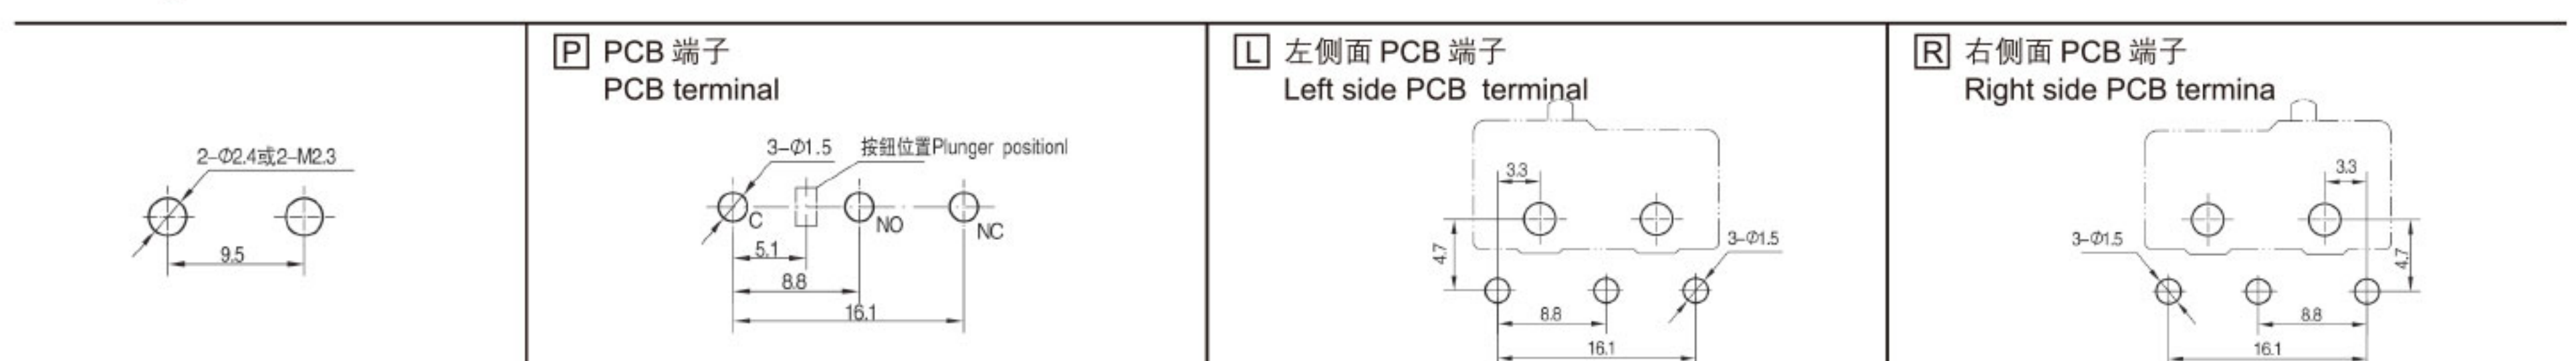 2-Φ2.4或2-M2.3
9.5
P PCB 端子
PCB terminal
3-Φ1.5
按鈕位置Plunger positionl
C
NO
NC
5.1
8.8
16.1
L 左侧面 PCB 端子
Left side PCB terminal
3.3
4.7
3-Φ1.5
8.8
16.1
R 右侧面 PCB 端子
Right side PCB termina
3.3
3-Φ1.5
4.7
8.8
16.1